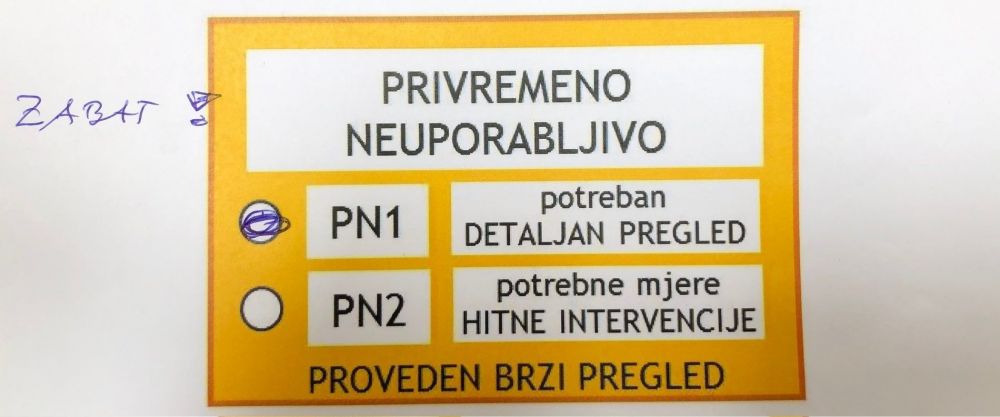 ZABAT !
PRIVREMENO
NEUPORABLJIVO
PN1
potreban
DETALJAN PREGLED
PN2
potrebne mjere
HITNE INTERVENCIJE
PROVEDEN BRZI PREGLED